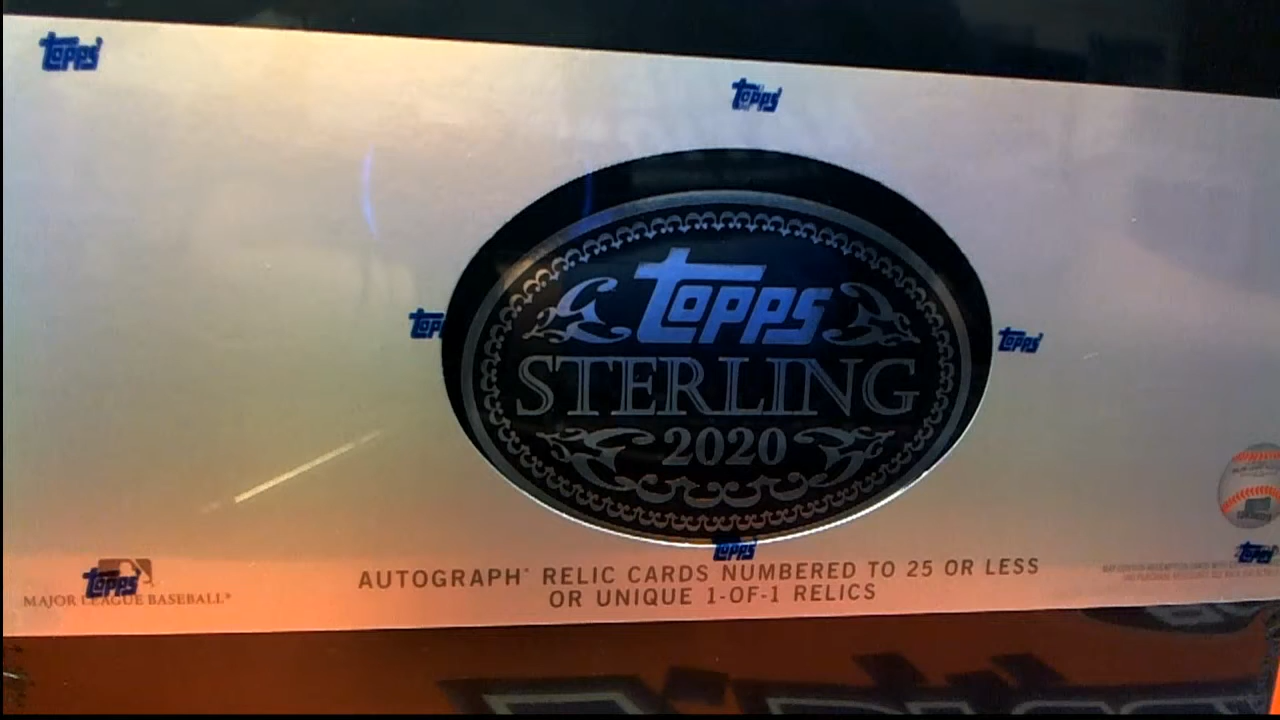 Topps
Topps
Topps
Topps
Topps
STERLING
2020
Topps
Topps
Topps
MAJOR LEAGUE BASEBALL®
AUTOGRAPH* RELIC CARDS NUMBERED TO 25 OR LESS
OR UNIQUE 1-OF-1 RELICS